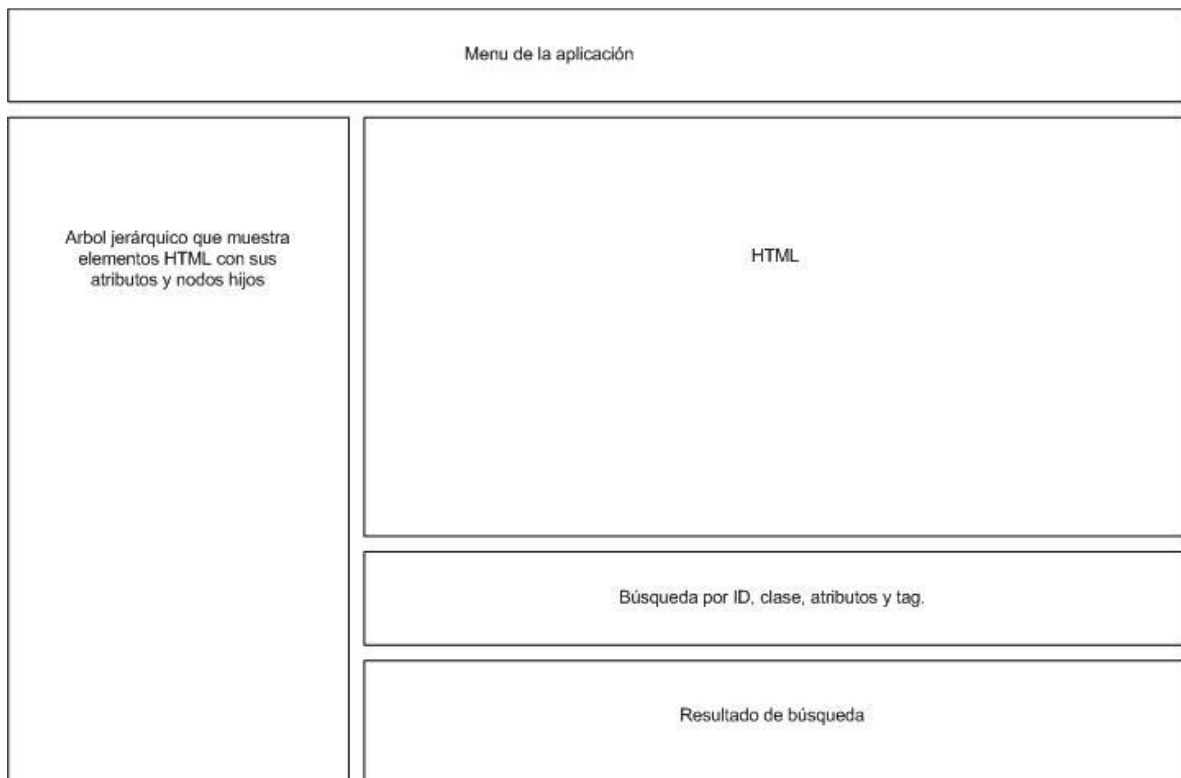 Menu de la aplicación
Arbol jerárquico que muestra
elementos HTML con sus
atributos y nodos hijos
HTML
Búsqueda por ID, clase, atributos y tag.
Resultado de búsqueda